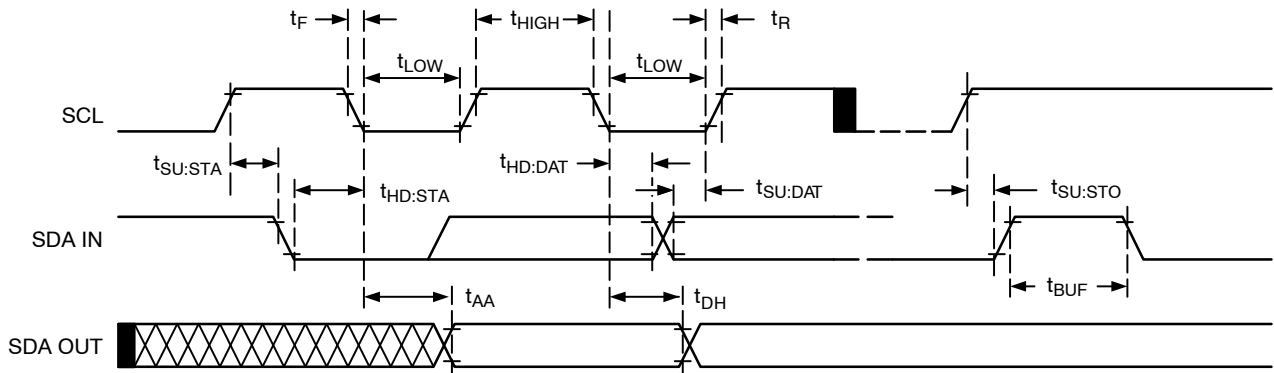 tF tHIGH tR
tLOW tLOW
SCL
tSU:STA tHD:DAT
tHD:STA tSU:DAT tSU:STO
SDA IN
tBUF
tAA tDH
SDA OUT